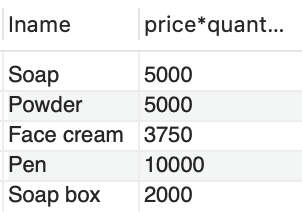 Iname price*quant...
Soap 5000
Powder 5000
Face cream 3750
Pen 10000
Soap box 2000